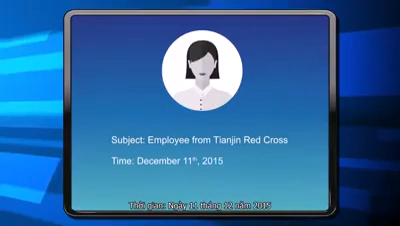 Subject: Employee from Tianjin Red Cross
Time: December 11th, 2015
Thời gian: Ngày 11 tháng 12 năm 2015